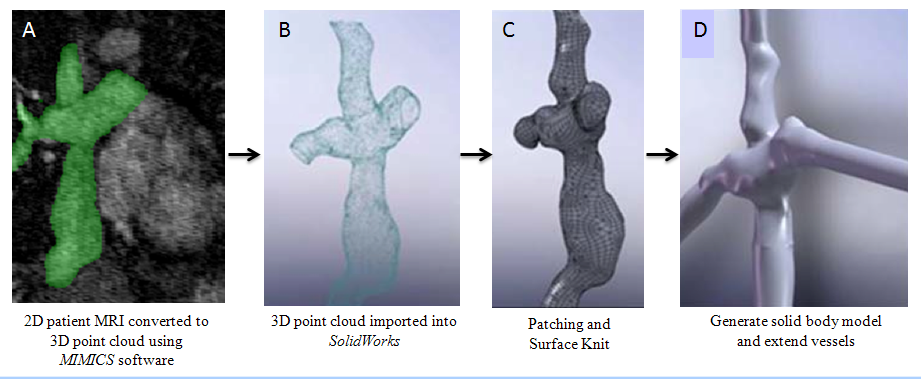 A
B
C
D
2D patient MRI converted to
3D point cloud using
MIMICS software
3D point cloud imported into
SolidWorks
Patching and
Surface Knit
Generate solid body model
and extend vessels